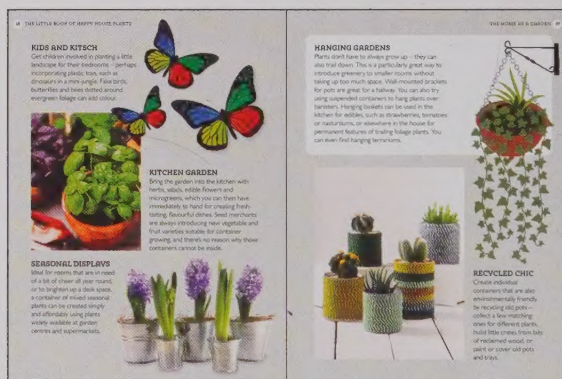 48 THE LITTLE BOOK OF HAPPY HOUSE PLANTS
KIDS AND KITSCH
Get children involved in planting a little
landscape for their bedrooms – perhaps
incorporating plastic toys, such as
dinosaurs in a mini-jungle. Fake birds,
butterflies and bees dotted around
evergreen foliage can add colour.
KITCHEN GARDEN
Bring the garden into the kitchen with
herbs, salads, edible flowers and
microgreens, which you can then have
immediately to hand for creating fresh-
tasting, flavourful dishes. Seed merchants
are always introducing new vegetable and
fruit varieties suitable for container
growing, and there's no reason why those
containers cannot be inside.
SEASONAL DISPLAYS
Ideal for rooms that are in need
of a bit of cheer all year round,
or to brighten up a desk space,
a container of mixed seasonal
plants can be created simply
and affordably using plants
widely available at garden
centres and supermarkets.
THE HOME AS A GARDEN 49
HANGING GARDENS
Plants don't have to always grow up – they can
also trail down. This is a particularly great way to
introduce greenery to smaller rooms without
taking up too much space. Wall-mounted brackets
for pots are great for a hallway. You can also try
using suspended containers to hang plants over
banisters. Hanging baskets can be used in the
kitchen for edibles, such as strawberries, tomatoes
or nasturtiums, or elsewhere in the house for
permanent features of trailing foliage plants. You
can even find hanging terrariums.
RECYCLED CHIC
Create individual
containers that are also
environmentally friendly
by recycling old pots –
collect a few matching
ones for different plants,
build little crates from bits
of reclaimed wood, or
paint or cover old pots
and trays.